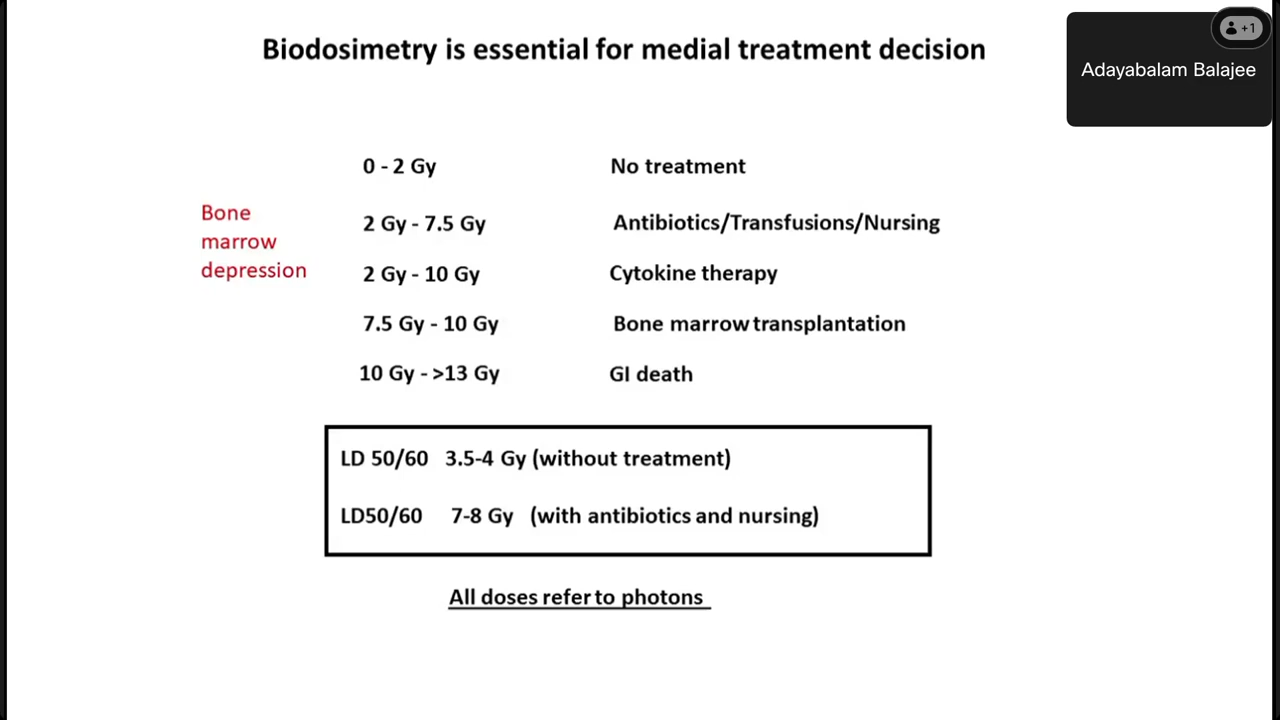 Biodosimetry is essential for medial treatment decision
+1
Adayabalam Balajee
0 - 2 Gy No treatment
Bone
marrow
depression
2 Gy - 7.5 Gy Antibiotics/Transfusions/Nursing
2 Gy - 10 Gy Cytokine therapy
7.5 Gy - 10 Gy Bone marrow transplantation
10 Gy - >13 Gy GI death
LD 50/60 3.5-4 Gy (without treatment)
LD50/60 7-8 Gy (with antibiotics and nursing)
All doses refer to photons